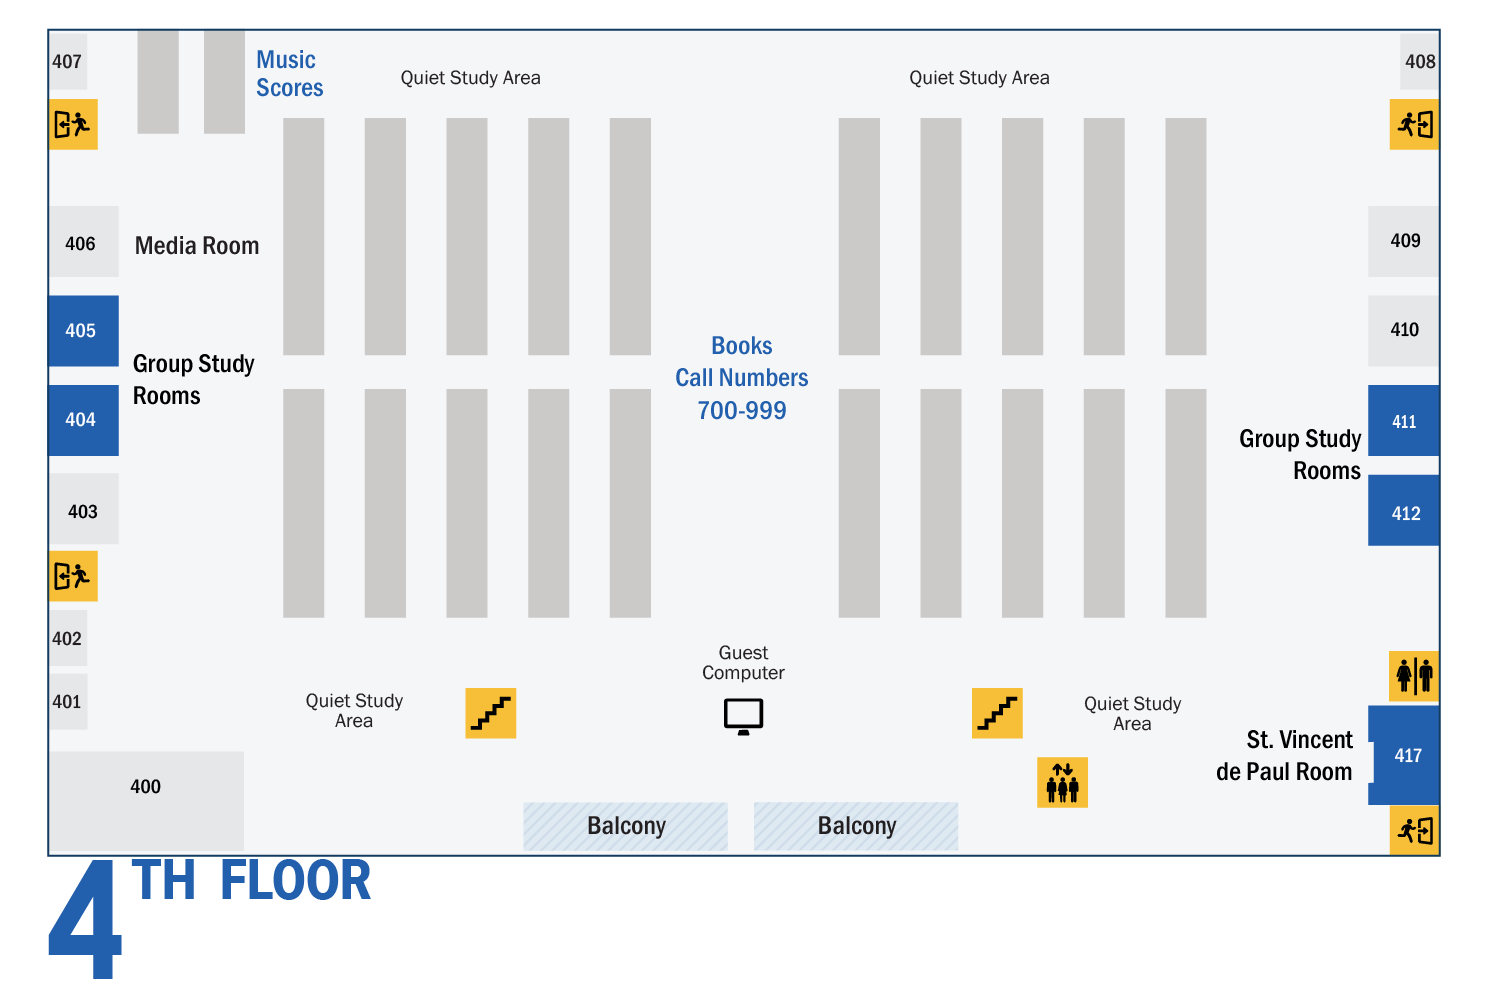 407
Music
Scores
Quiet Study Area
Quiet Study Area
408
406
Media Room
409
405
410
Group Study
Rooms
404
Books
Call Numbers
700-999
411
Group Study
Rooms
403
412
402
Guest
Computer
401
Quiet Study
Area
Quiet Study
Area
St. Vincent
de Paul Room
417
400
Balcony
Balcony
4TH FLOOR